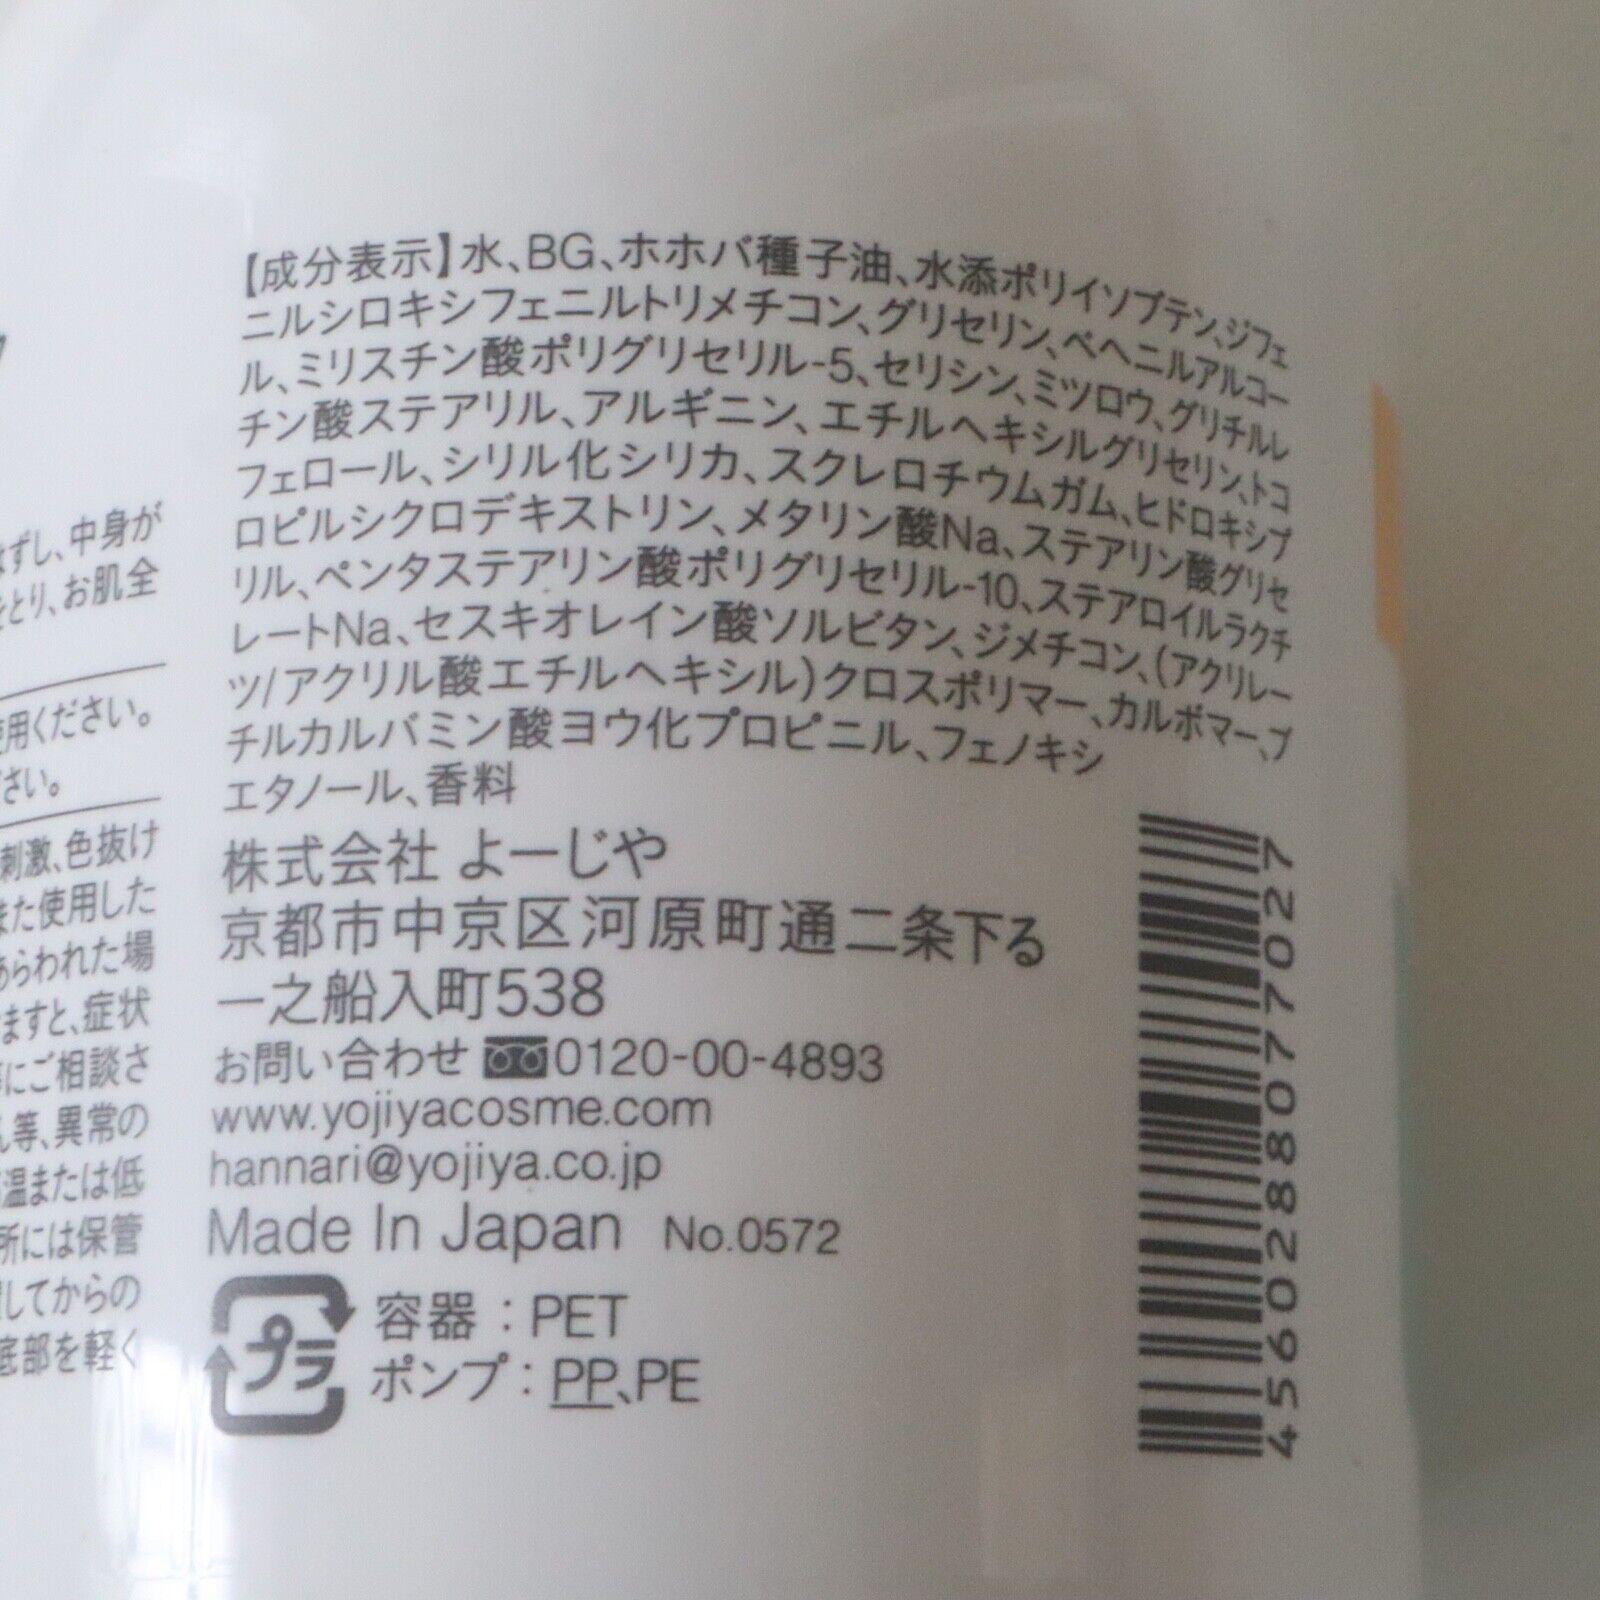 はずし、中身が
をとり、お肌全
使用ください。
ださい。
刺激、色抜け
また使用した
あらわれた場
ますと、症状
等にご相談さ
ん等、異常の
高温または低
所には保管
してからの
底部を軽く
【成分表示】水、BG、ホホバ種子油、水添ポリイソブテン、ジフェ
ニルシロキシフェニルトリメチコン、グリセリン、ベヘニルアルコー
ル、ミリスチン酸ポリグリセリル-5、セリシン、ミツロウ、グリチルレ
チン酸ステアリル、アルギニン、エチルヘキシルグリセリン、トコ
フェロール、シリル化シリカ、スクレロチウムガム、ヒドロキシプ
ロピルシクロデキストリン、メタリン酸Na、ステアリン酸グリセ
リル、ペンタステアリン酸ポリグリセリル-10、ステアロイルラクチ
レートNa、セスキオレイン酸ソルビタン、ジメチコン、(アクリレー
ツ/アクリル酸エチルヘキシル)クロスポリマー、カルボマー、ブ
チルカルバミン酸ヨウ化プロピニル、フェノキシ
エタノール、香料
株式会社 よーじや
京都市中京区河原町通二条下る
一之船入町538
お問い合わせ 0120-00-4893
www.yojiyacosme.com
hannari@yojiya.co.jp
Made In Japan No.0572
プラ
容器：PET
ポンプ：PP、PE
4560288077027